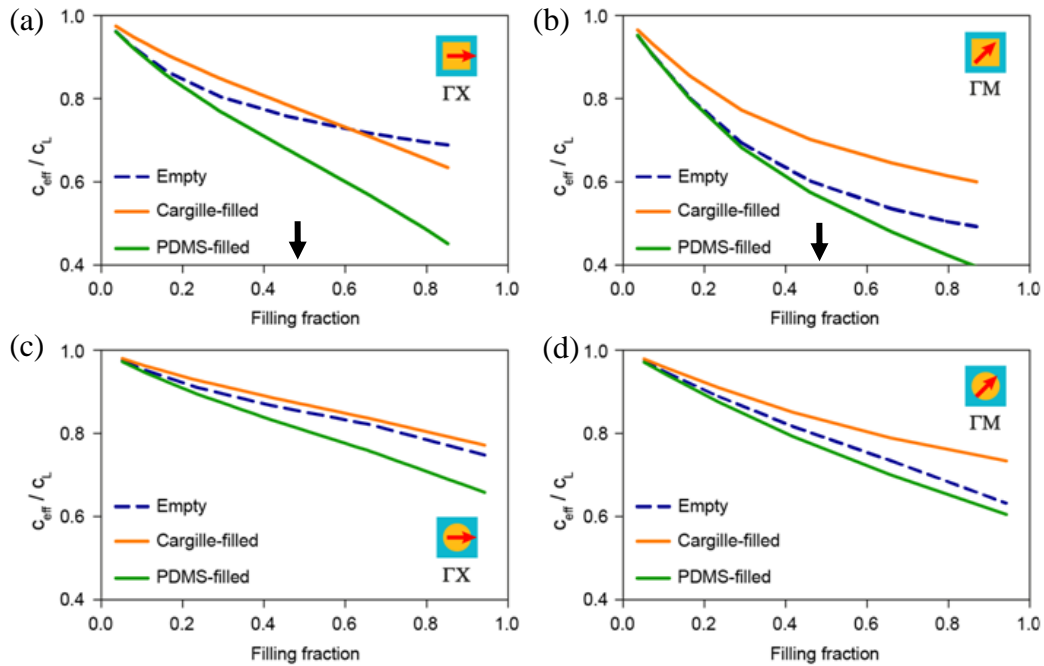 (a)
1.0
0.8
0.6
0.4
c_eff / c_L
ΓX
Empty
Cargille-filled
PDMS-filled
0.0 0.2 0.4 0.6 0.8 1.0
Filling fraction
(b)
1.0
0.8
0.6
0.4
c_eff / c_L
ΓM
Empty
Cargille-filled
PDMS-filled
0.0 0.2 0.4 0.6 0.8 1.0
Filling fraction
(c)
1.0
0.8
0.6
0.4
c_eff / c_L
Empty
Cargille-filled
PDMS-filled
ΓX
0.0 0.2 0.4 0.6 0.8 1.0
Filling fraction
(d)
1.0
0.8
0.6
0.4
c_eff / c_L
ΓM
Empty
Cargille-filled
PDMS-filled
0.0 0.2 0.4 0.6 0.8 1.0
Filling fraction